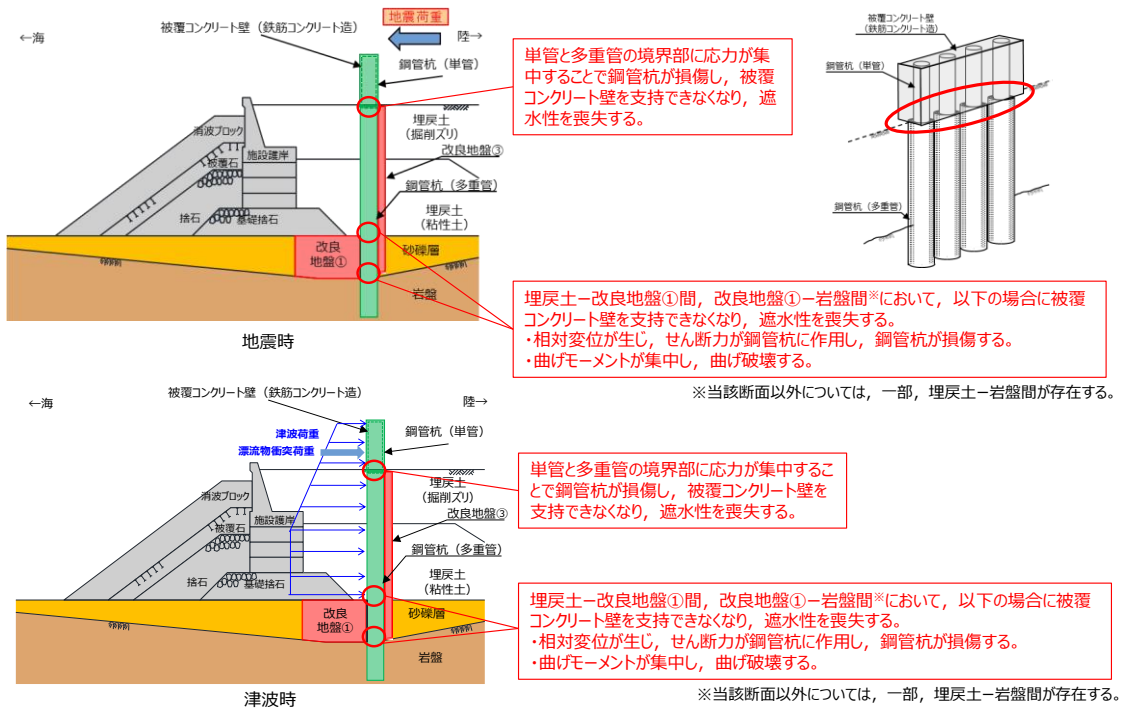 ←海
被覆コンクリート壁（鉄筋コンクリート造）
地震荷重
陸→
鋼管杭（単管）
消波ブロック
被覆石
施設護岸
捨石
基礎捨石
埋戻土
（掘削ズリ）
改良地盤③
鋼管杭（多重管）
埋戻土
（粘性土）
改良
地盤①
砂礫層
岩盤
地震時
単管と多重管の境界部に応力が集
中することで鋼管杭が損傷し，被覆
コンクリート壁を支持できなくなり，遮
水性を喪失する。
被覆コンクリート壁
（鉄筋コンクリート造）
鋼管杭（単管）
鋼管杭（多重管）
埋戻土－改良地盤①間，改良地盤①－岩盤間※において，以下の場合に被覆
コンクリート壁を支持できなくなり，遮水性を喪失する。
・相対変位が生じ，せん断力が鋼管杭に作用し，鋼管杭が損傷する。
・曲げモーメントが集中し，曲げ破壊する。
※当該断面以外については，一部，埋戻土－岩盤間が存在する。
←海
被覆コンクリート壁（鉄筋コンクリート造）
陸→
津波荷重
漂流物衝突荷重
鋼管杭（単管）
消波ブロック
被覆石
施設護岸
捨石
基礎捨石
埋戻土
（掘削ズリ）
改良地盤③
鋼管杭（多重管）
埋戻土
（粘性土）
改良
地盤①
砂礫層
岩盤
津波時
単管と多重管の境界部に応力が集中するこ
とで鋼管杭が損傷し，被覆コンクリート壁を
支持できなくなり，遮水性を喪失する。
埋戻土－改良地盤①間，改良地盤①－岩盤間※において，以下の場合に被覆
コンクリート壁を支持できなくなり，遮水性を喪失する。
・相対変位が生じ，せん断力が鋼管杭に作用し，鋼管杭が損傷する。
・曲げモーメントが集中し，曲げ破壊する。
※当該断面以外については，一部，埋戻土－岩盤間が存在する。